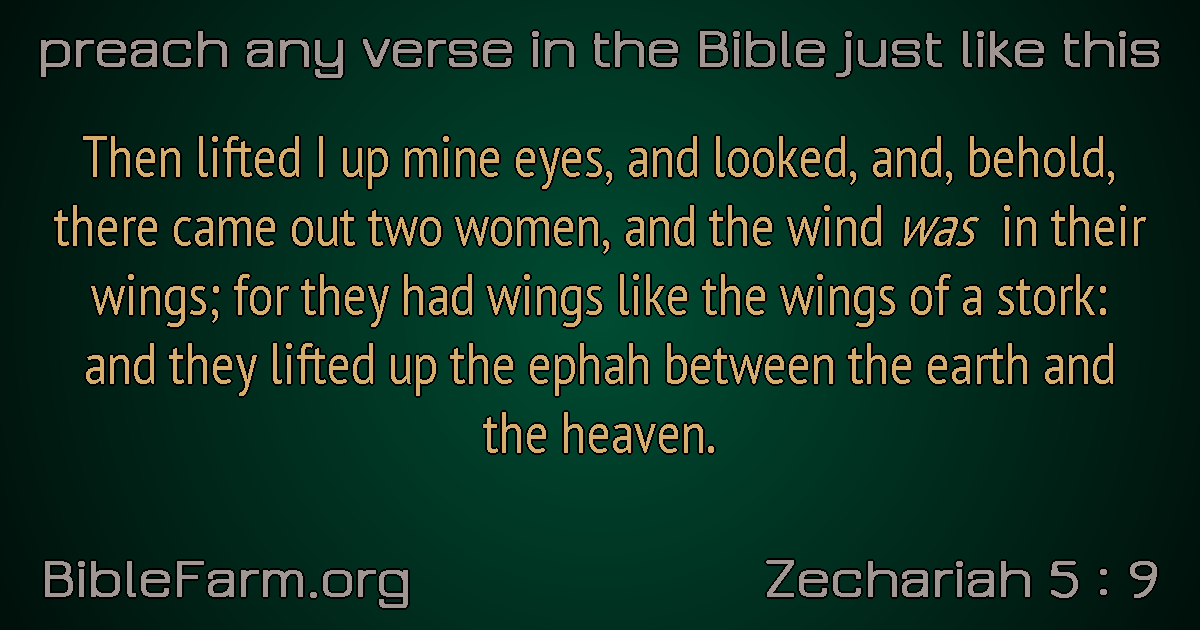 preach any verse in the Bible just like this
Then lifted I up mine eyes, and looked, and, behold,
there came out two women, and the wind was in their
wings; for they had wings like the wings of a stork:
and they lifted up the ephah between the earth and
the heaven.
BibleFarm.org
Zechariah 5 : 9